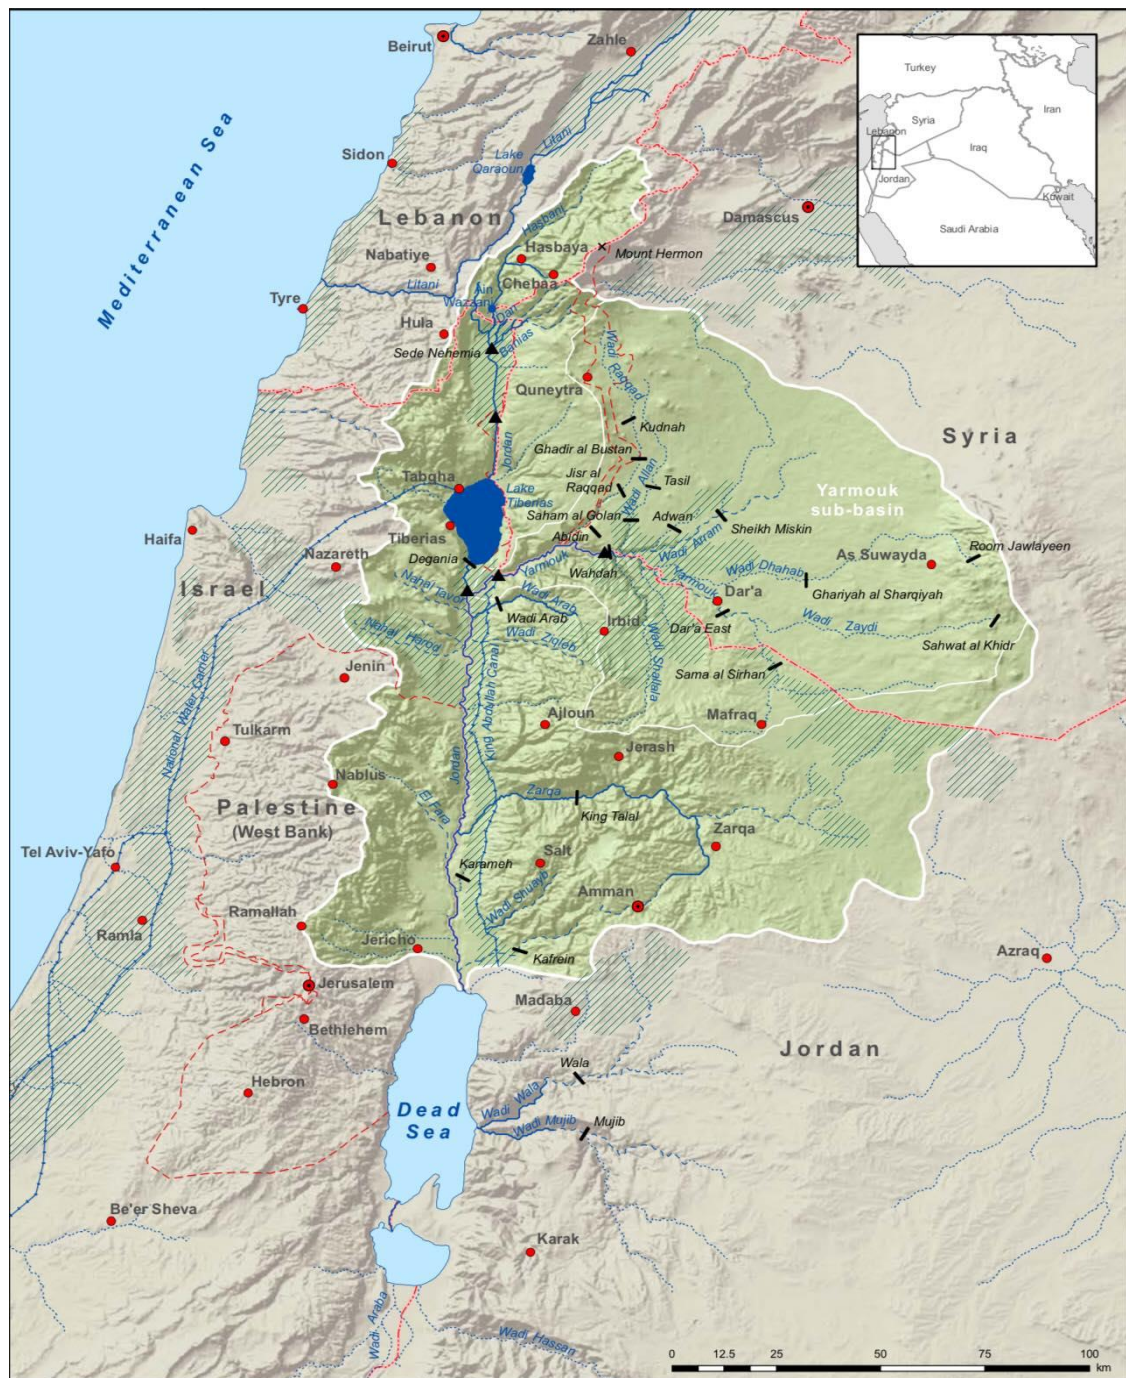 Beirut
Zahle
Turkey
Iran
Syria
Lebanon
Iraq
Jordan
Kuwait
Saudi Arabia
Mediterranean Sea
Litani
Sidon
Lake
Qaraoun
Lebanon
Hasbani
Damascus
Hasbaya
Mount Hermon
Nabatiye
Chebaa
Litani
Ain
Wazzani
Dan
Tyre
Hula
Banias
Sede Nehemia
Wadi Raqqad
Quneytra
Kudnah
Syria
Jordan
Ghadir al Bustan
Jisr al
Raqqad
Wadi Allan
Tasil
Tabgha
Lake
Tiberias
Yarmouk
sub-basin
Saham al Golan
Adwan
Sheikh Miskin
Haifa
Tiberias
Abidin
Wadi Arram
Room Jawlayeen
Nazareth
Degania
Yarmouk
Wahdah
As Suwayda
Israel
Nahal Tavor
Wadi Arab
Yarmouk
Wadi Dhahab
Dar'a
Ghariyah al Sharqiyah
Wadi Arab
Dar'a East
Wadi Zaydi
Nahal Harod
Irbid
Wadi Ziqlab
Wadi Shallala
Sahwat al Khidr
Jenin
King Abdullah Canal
Sama al Sirhan
National Water Carrier
Ajloun
Mafraq
Tulkarm
Jerash
Jordan
Nablus
El Fara
Zarqa
Palestine
(West Bank)
King Talal
Zarqa
Tel Aviv-Yafo
Karameh
Salt
Wadi Shuayb
Amman
Ramallah
Ramla
Jericho
Kafrein
Azraq
Jerusalem
Madaba
Bethlehem
Jordan
Wala
Hebron
Dead
Sea
Wadi Wala
Wadi Mujib
Mujib
Be'er Sheva
Karak
Wadi Araba
Wadi Hassan
0 12.5 25 50 75 100
km